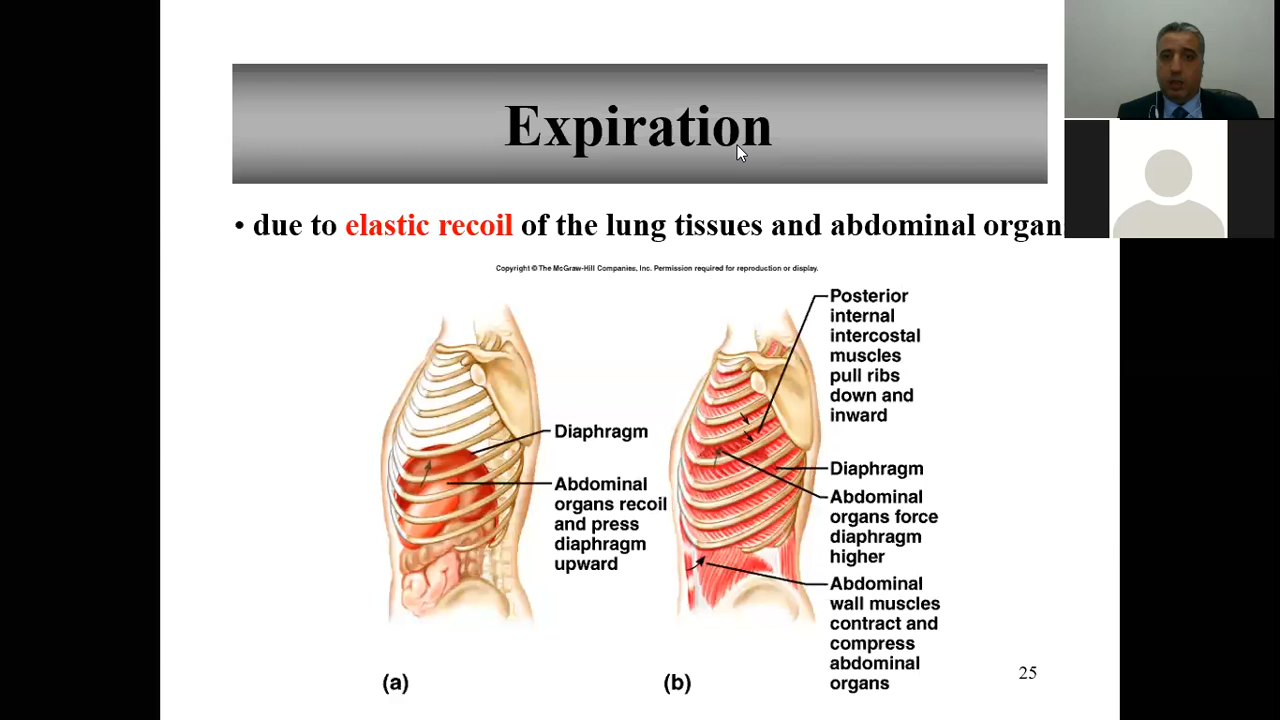 Expiration
• due to elastic recoil of the lung tissues and abdominal organ
Copyright © The McGraw-Hill Companies, Inc. Permission required for reproduction or display.
Diaphragm
Abdominal
organs recoil
and press
diaphragm
upward
(a)
Posterior
internal
intercostal
muscles
pull ribs
down and
inward
Diaphragm
Abdominal
organs force
diaphragm
higher
Abdominal
wall muscles
contract and
compress
abdominal
organs
(b)
25